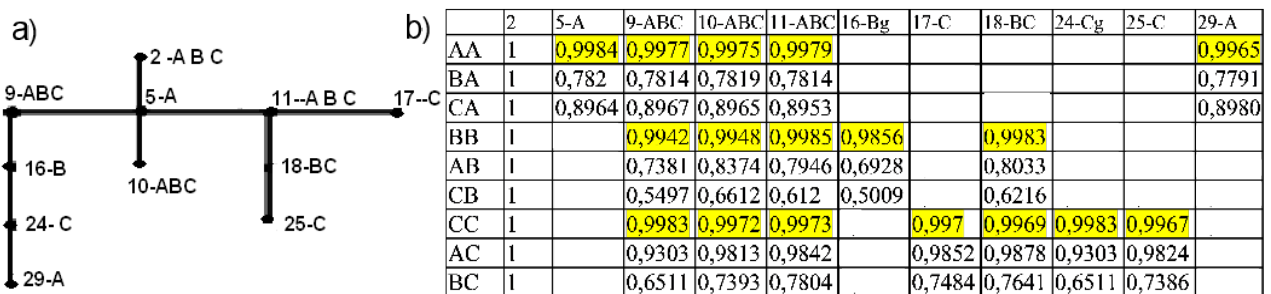 a)
2 -A B C
9-ABC 5-A 11--A B C 17--C
16-B 18-BC
10-ABC
24- C 25-C
29-A
b)
2 5-A 9-ABC 10-ABC 11-ABC 16-Bg 17-C 18-BC 24-Cg 25-C 29-A
AA 1 0,9984 0,9977 0,9975 0,9979 0,9965
BA 1 0,782 0,7814 0,7819 0,7814 0,7791
CA 1 0,8964 0,8967 0,8965 0,8953 0,8980
BB 1 0,9942 0,9948 0,9985 0,9856 0,9983
AB 1 0,7381 0,8374 0,7946 0,6928 0,8033
CB 1 0,5497 0,6612 0,612 0,5009 0,6216
CC 1 0,9983 0,9972 0,9973 0,997 0,9969 0,9983 0,9967
AC 1 0,9303 0,9813 0,9842 0,9852 0,9878 0,9303 0,9824
BC 1 0,6511 0,7393 0,7804 0,7484 0,7641 0,6511 0,7386